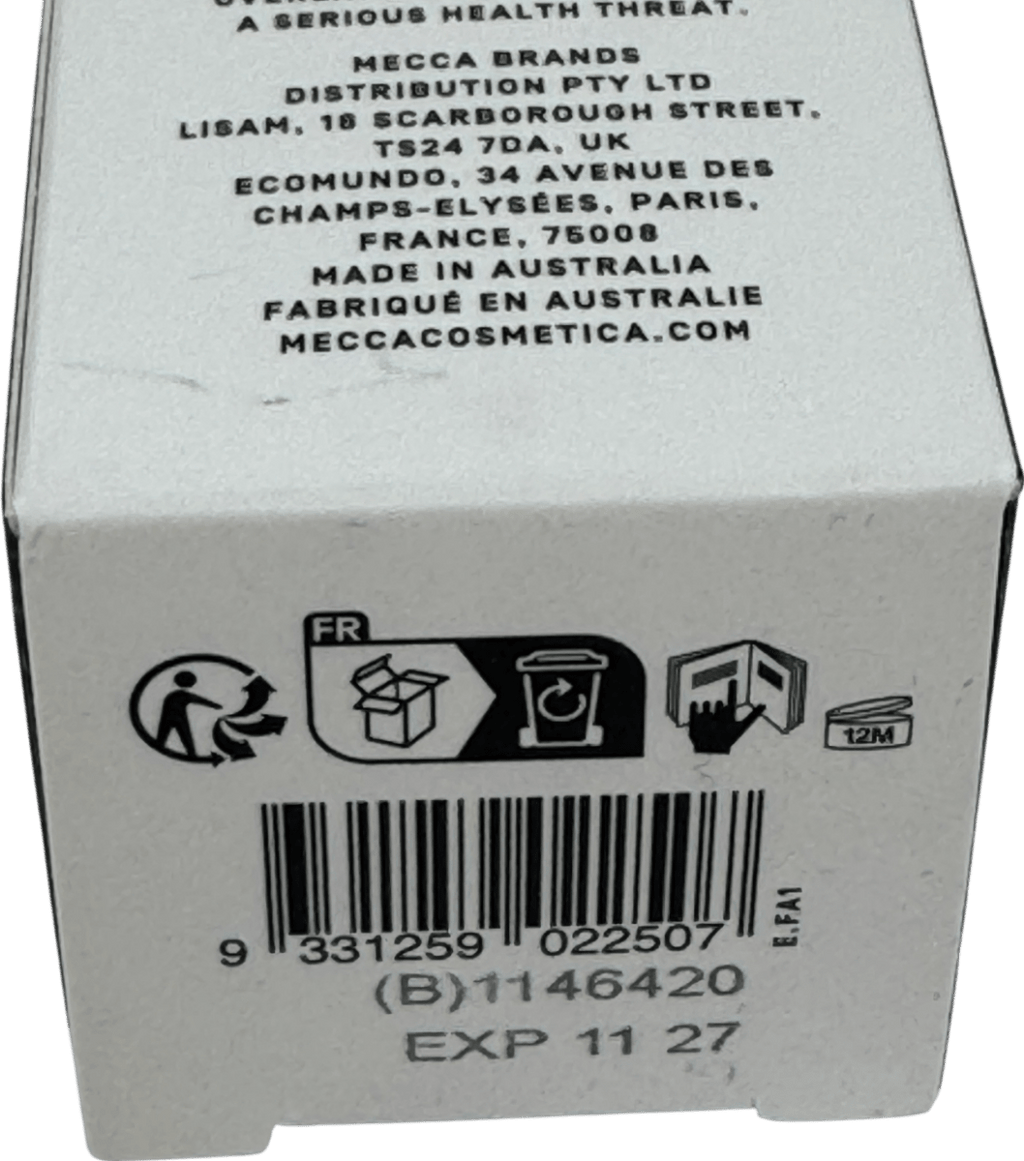 A SERIOUS HEALTH THREAT.
MECCA BRANDS
DISTRIBUTION PTY LTD
LISAM, 18 SCARBOROUGH STREET,
TS24 7DA, UK
ECOMUNDO, 34 AVENUE DES
CHAMPS-ELYSÉES, PARIS,
FRANCE, 75008
MADE IN AUSTRALIA
FABRIQUÉ EN AUSTRALIE
MECCACOSMETICA.COM
FR
12M
E.FA1
9 331259 022507
(B)1146420
EXP 11 27